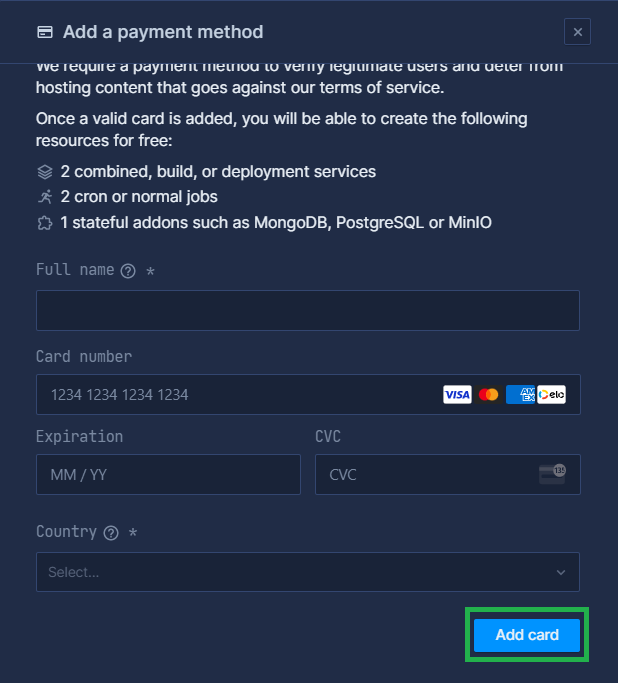 Add a payment method
We require a payment method to verify legitimate users and deter from
hosting content that goes against our terms of service.
Once a valid card is added, you will be able to create the following
resources for free:
2 combined, build, or deployment services
2 cron or normal jobs
1 stateful addons such as MongoDB, PostgreSQL or MinIO
Full name ? *
Card number
1234 1234 1234 1234 VISA AM EX elo
Expiration CVC
MM / YY CVC 135
Country ? *
Select...
Add card